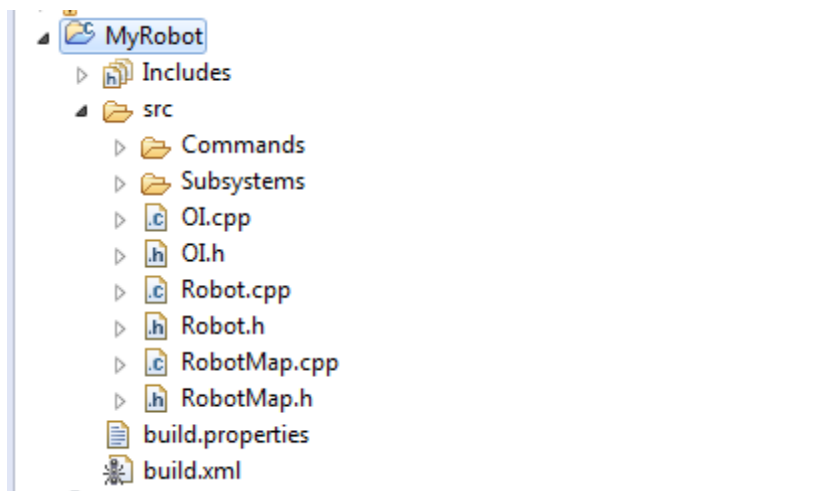 MyRobot
Includes
src
Commands
Subsystems
OI.cpp
OI.h
Robot.cpp
Robot.h
RobotMap.cpp
RobotMap.h
build.properties
build.xml